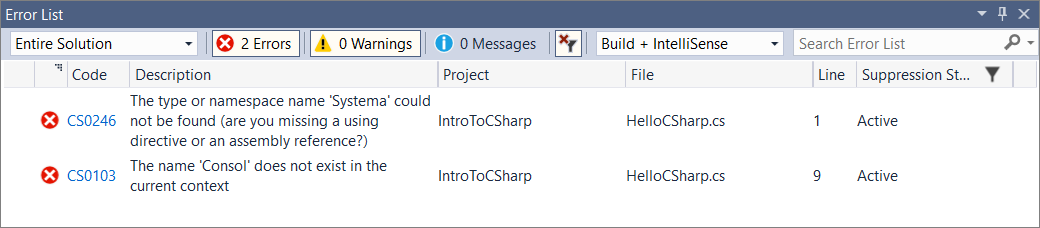 Error List
Entire Solution 2 Errors 0 Warnings 0 Messages Build + IntelliSense Search Error List
Code Description Project File Line Suppression St...
The type or namespace name 'Systema' could
CS0246 not be found (are you missing a using IntroToCSharp HelloCSharp.cs 1 Active
directive or an assembly reference?)
CS0103 The name 'Consol' does not exist in the IntroToCSharp HelloCSharp.cs 9 Active
current context